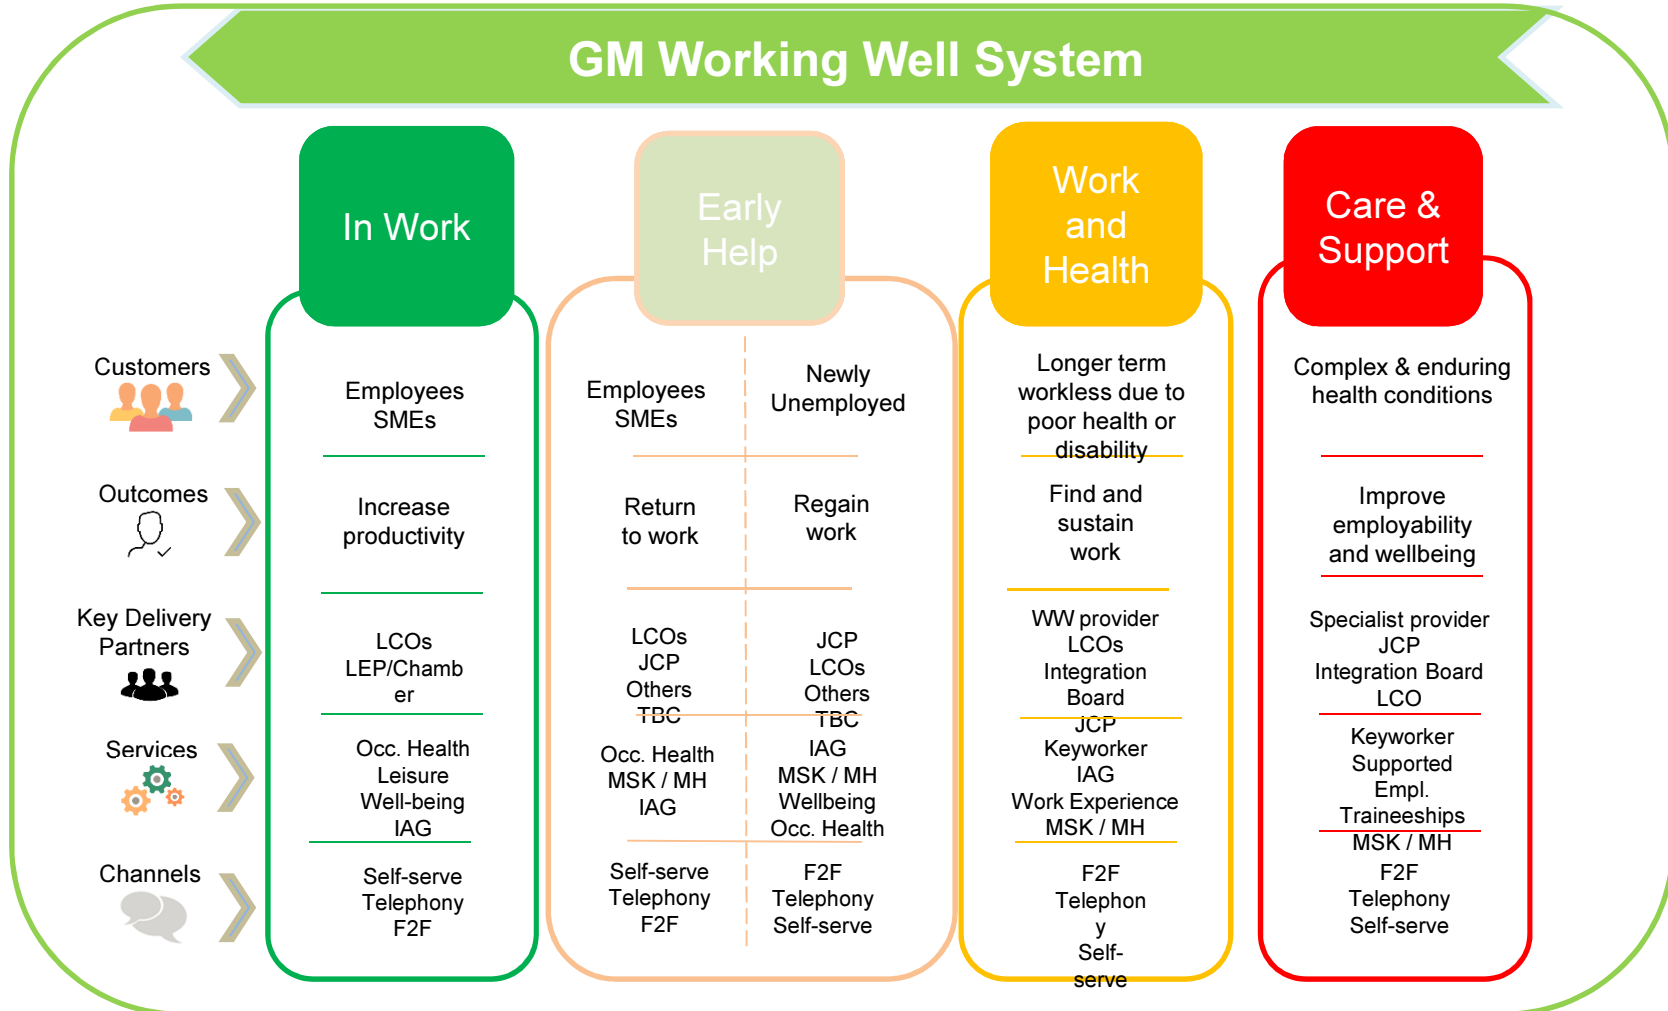 GM Working Well System
In Work
Early
Help
Work
and
Health
Care &
Support
Customers
Employees
SMEs
Employees
SMEs
Newly
Unemployed
Longer term
workless due to
poor health or
disability
Complex & enduring
health conditions
Outcomes
Increase
productivity
Return
to work
Regain
work
Find and
sustain
work
Improve
employability
and wellbeing
Key Delivery
Partners
LCOs
LEP/Chamb
er
LCOs
JCP
Others
TBC
JCP
LCOs
Others
TBC
WW provider
LCOs
Integration
Board
JCP
Specialist provider
JCP
Integration Board
LCO
Services
Occ. Health
Leisure
Well-being
IAG
Occ. Health
MSK / MH
IAG
IAG
MSK / MH
Wellbeing
Occ. Health
Keyworker
IAG
Work Experience
MSK / MH
Keyworker
Supported
Empl.
Traineeships
MSK / MH
Channels
Self-serve
Telephony
F2F
Self-serve
Telephony
F2F
F2F
Telephony
Self-serve
F2F
Telephon
y
Self-
serve
F2F
Telephony
Self-serve